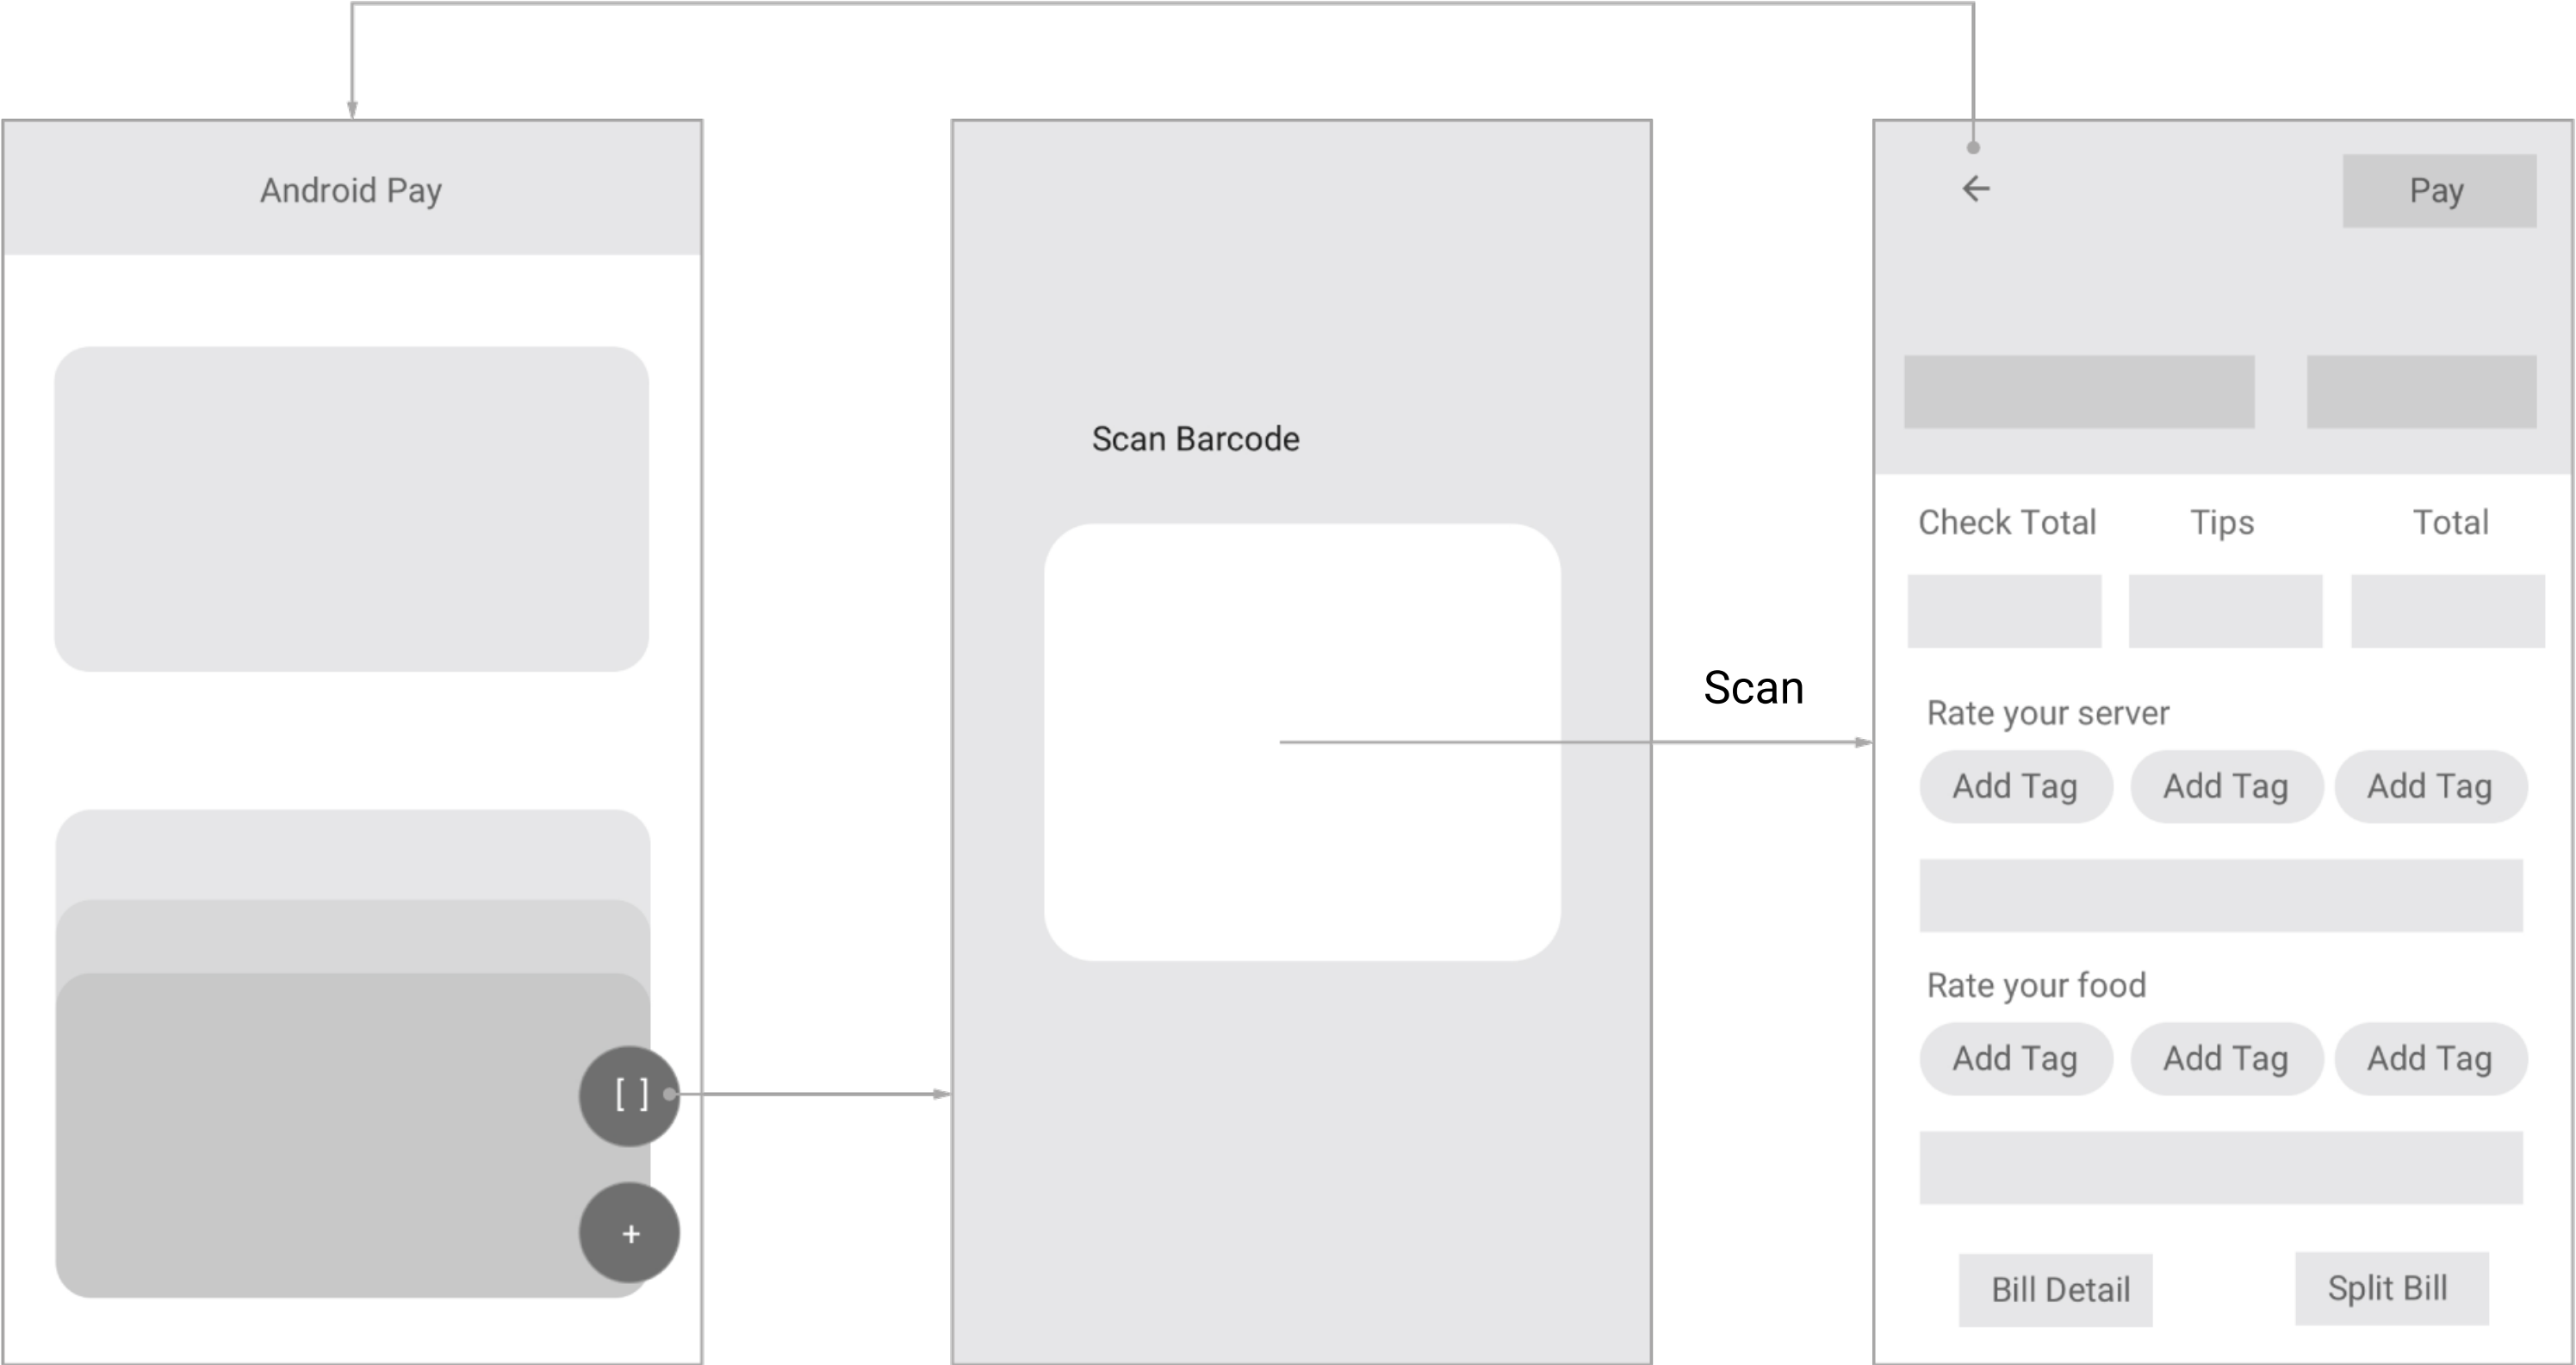 Android Pay
[ ]
+
Scan Barcode
Scan
Pay
Check Total Tips Total
Rate your server
Add Tag Add Tag Add Tag
Rate your food
Add Tag Add Tag Add Tag
Bill Detail Split Bill